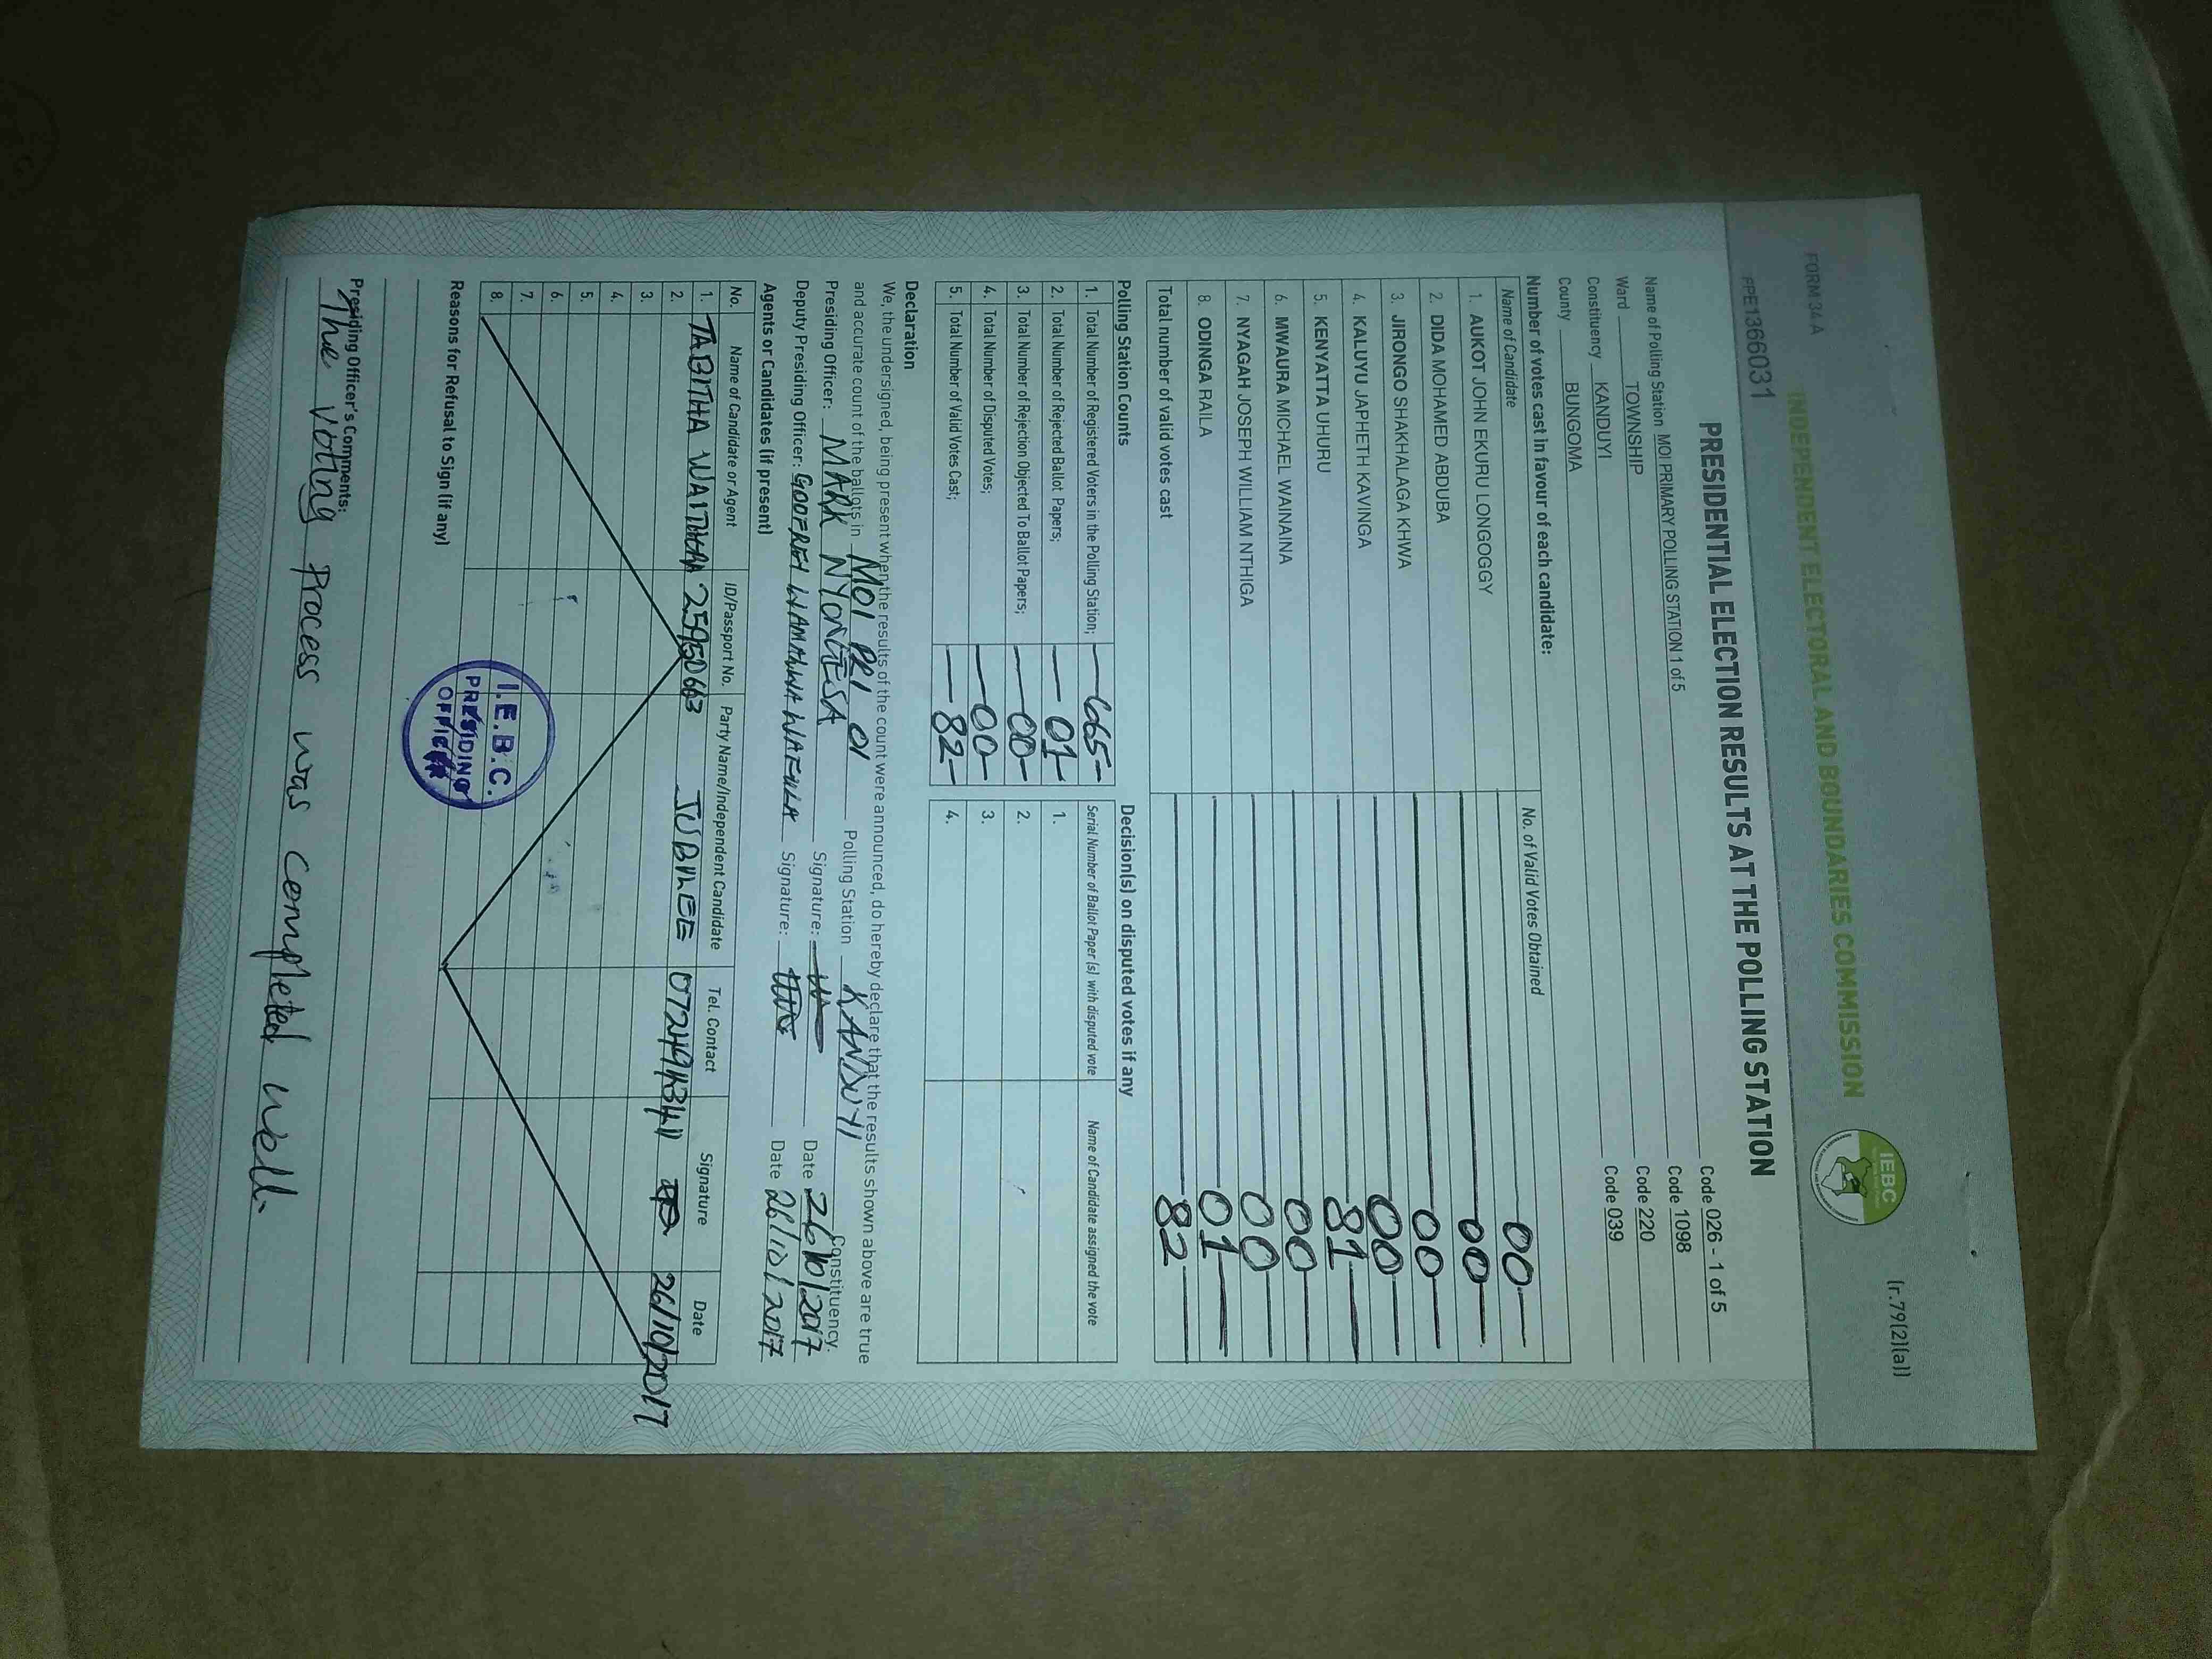 FORM 34 A
(r.79(2)(a))
INDEPENDENT ELECTORAL AND BOUNDARIES COMMISSION
IEBC
PPE1366031
PRESIDENTIAL ELECTION RESULTS AT THE POLLING STATION
Name of Polling Station MOI PRIMARY POLLING STATION 1 of 5 Code 026 - 1 of 5
Ward TOWNSHIP Code 1098
Constituency KANDUYI Code 220
County BUNGOMA Code 039
Number of votes cast in favour of each candidate:
Name of Candidate No. of Valid Votes Obtained
1. AUKOT JOHN EKURU LONGOGGY 00
2. DIDA MOHAMED ABDUBA 00
3. JIRONGO SHAKHALAGA KHWA 00
4. KALUYU JAPHETH KAVINGA 00
5. KENYATTA UHURU 81
6. MWAURA MICHAEL WAINAINA 00
7. NYAGAH JOSEPH WILLIAM NTHIGA 00
8. ODINGA RAILA 01
Total number of valid votes cast 82
Polling Station Counts
1. Total Number of Registered Voters in the Polling Station; 665
2. Total Number of Rejected Ballot Papers; 01
3. Total Number of Rejection Objected To Ballot Papers; 00
4. Total Number of Disputed Votes; 00
5. Total Number of Valid Votes Cast; 82
Decision(s) on disputed votes if any
Serial Number of Ballot Paper (s) with disputed vote Name of Candidate assigned the vote
1.
2.
3.
4.
Declaration
We, the undersigned, being present when the results of the count were announced, do hereby declare that the results shown above are true
and accurate count of the ballots in MOI PRI 01 Polling Station KANDUYI Constituency.
Presiding Officer: MARK Signature: Date 26/10/2017
Deputy Presiding Officer: Signature: Date 26/10/2017
Agents or Candidates (if present)
No. Name of Candidate or Agent ID/Passport No. Party Name/Independent Candidate Tel. Contact Signature Date
1. TABITHA 25950663 JUBILEE 26/10/2017
2.
3
4.
5.
6.
7.
8.
I.E.B.C.
PRESIDING
OFFICER
Reasons for Refusal to Sign (if any)
Presiding Officer's Comments:
The voting process was completed well.